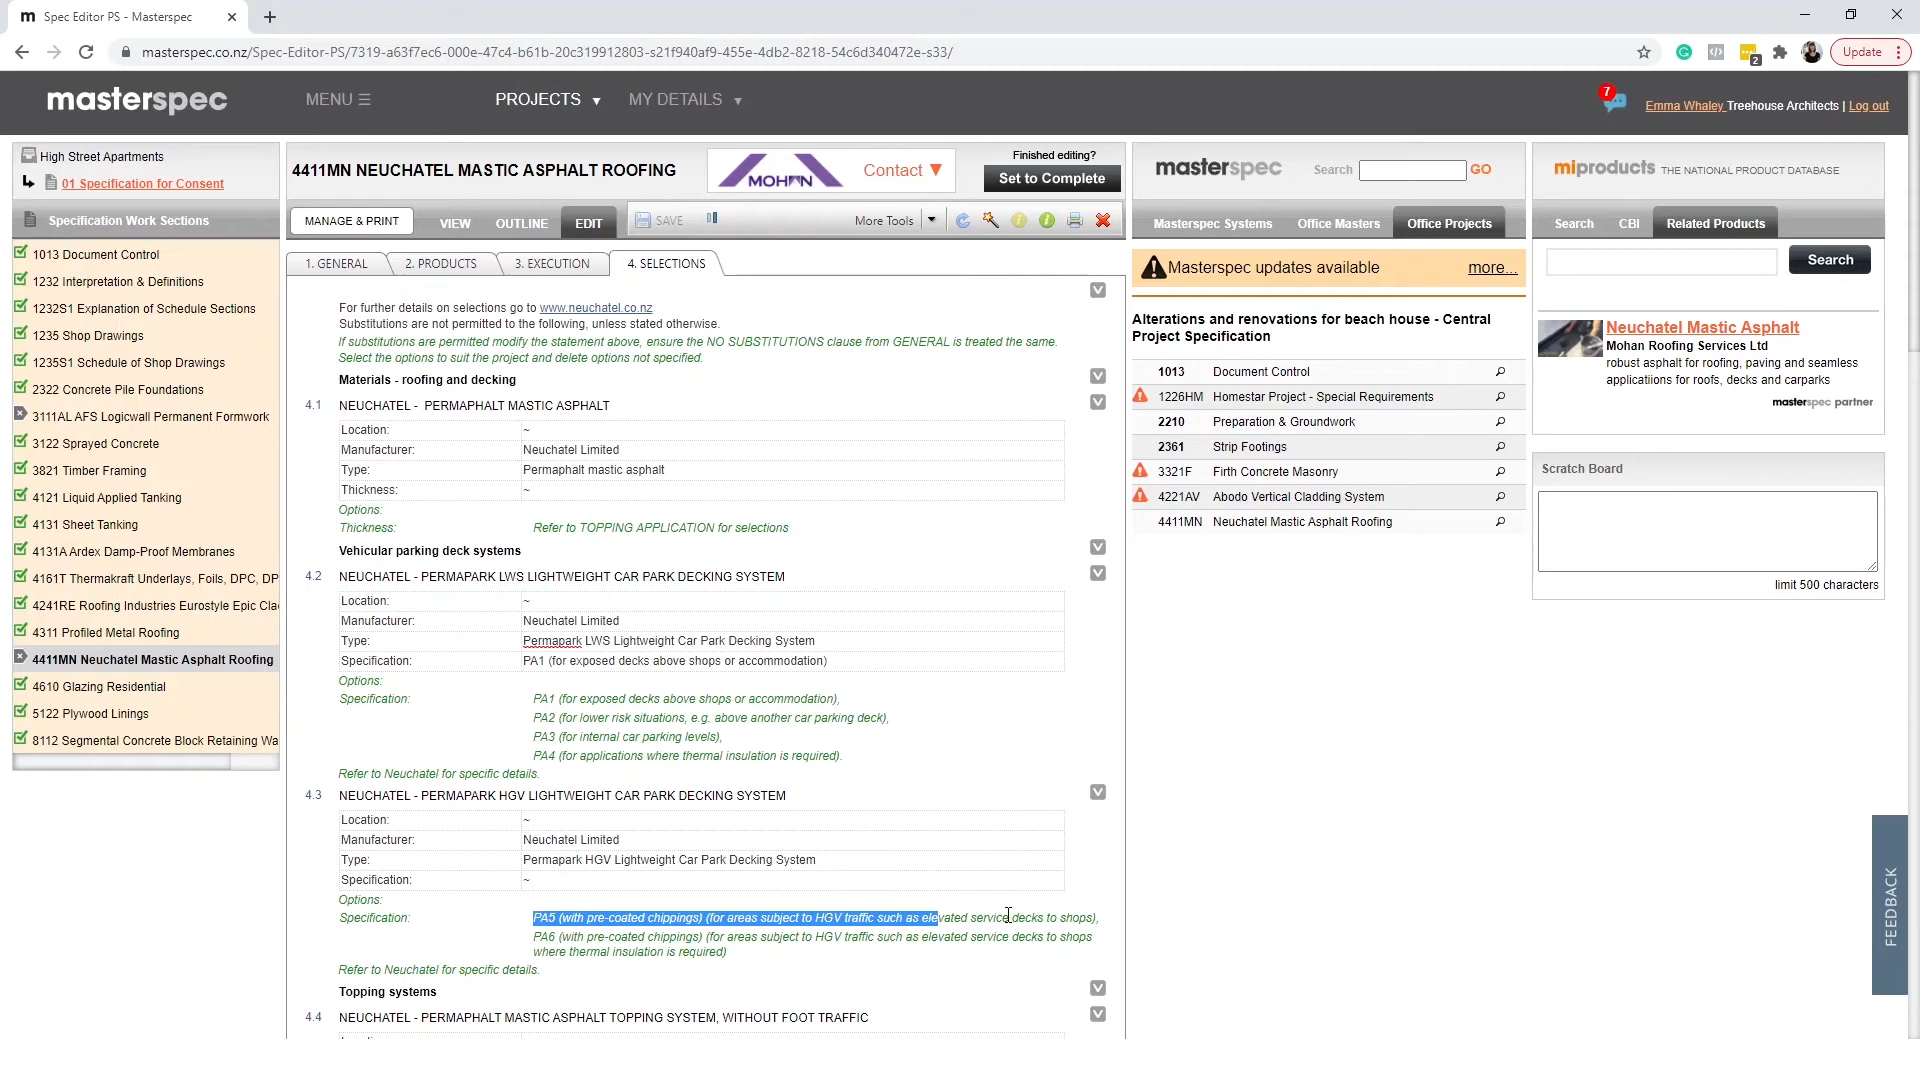 Spec Editor PS - Masterspec
masterspec.co.nz/Spec-Editor-PS/7319-a63f7ec6-000e-47c4-b61b-20c319912803-s21f940af9-455e-4db2-8218-54c6d340472e-s33/
2
Update
masterspec
MENU
PROJECTS
MY DETAILS
7
Emma Whaley Treehouse Architects | Log out
High Street Apartments
01 Specification for Consent
Specification Work Sections
1013 Document Control
1232 Interpretation & Definitions
1232S1 Explanation of Schedule Sections
1235 Shop Drawings
1235S1 Schedule of Shop Drawings
2322 Concrete Pile Foundations
3111AL AFS Logicwall Permanent Formwork
3122 Sprayed Concrete
3821 Timber Framing
4121 Liquid Applied Tanking
4131 Sheet Tanking
4131A Ardex Damp-Proof Membranes
4161T Thermakraft Underlays, Foils, DPC, DP
4241RE Roofing Industries Eurostyle Epic Cla
4311 Profiled Metal Roofing
4411MN Neuchatel Mastic Asphalt Roofing
4610 Glazing Residential
5122 Plywood Linings
8112 Segmental Concrete Block Retaining Wa
4411MN NEUCHATEL MASTIC ASPHALT ROOFING
MOHAN
Contact
Finished editing?
Set to Complete
MANAGE & PRINT
VIEW
OUTLINE
EDIT
SAVE
More Tools
1. GENERAL
2. PRODUCTS
3. EXECUTION
4. SELECTIONS
For further details on selections go to www.neuchatel.co.nz
Substitutions are not permitted to the following, unless stated otherwise.
If substitutions are permitted modify the statement above, ensure the NO SUBSTITUTIONS clause from GENERAL is treated the same.
Select the options to suit the project and delete options not specified.
Materials - roofing and decking
4.1 NEUCHATEL - PERMAPHALT MASTIC ASPHALT
Location: ~
Manufacturer: Neuchatel Limited
Type: Permaphalt mastic asphalt
Thickness: ~
Options:
Thickness: Refer to TOPPING APPLICATION for selections
Vehicular parking deck systems
4.2 NEUCHATEL - PERMAPARK LWS LIGHTWEIGHT CAR PARK DECKING SYSTEM
Location: ~
Manufacturer: Neuchatel Limited
Type: Permapark LWS Lightweight Car Park Decking System
Specification: PA1 (for exposed decks above shops or accommodation)
Options:
Specification: PA1 (for exposed decks above shops or accommodation),
PA2 (for lower risk situations, e.g. above another car parking deck),
PA3 (for internal car parking levels),
PA4 (for applications where thermal insulation is required).
Refer to Neuchatel for specific details.
4.3 NEUCHATEL - PERMAPARK HGV LIGHTWEIGHT CAR PARK DECKING SYSTEM
Location: ~
Manufacturer: Neuchatel Limited
Type: Permapark HGV Lightweight Car Park Decking System
Specification: ~
Options:
Specification: PA5 (with pre-coated chippings) (for areas subject to HGV traffic such as elevated service decks to shops),
PA6 (with pre-coated chippings) (for areas subject to HGV traffic such as elevated service decks to shops
where thermal insulation is required)
Refer to Neuchatel for specific details.
Topping systems
4.4 NEUCHATEL - PERMAPHALT MASTIC ASPHALT TOPPING SYSTEM, WITHOUT FOOT TRAFFIC
masterspec
Search
GO
Masterspec Systems
Office Masters
Office Projects
Masterspec updates available
more...
Alterations and renovations for beach house - Central
Project Specification
1013 Document Control
1226HM Homestar Project - Special Requirements
2210 Preparation & Groundwork
2361 Strip Footings
3321F Firth Concrete Masonry
4221AV Abodo Vertical Cladding System
4411MN Neuchatel Mastic Asphalt Roofing
miproducts THE NATIONAL PRODUCT DATABASE
Search
CBI
Related Products
Search
Neuchatel Mastic Asphalt
Mohan Roofing Services Ltd
robust asphalt for roofing, paving and seamless
applicatiions for roofs, decks and carparks
masterspec partner
Scratch Board
limit 500 characters
FEEDBACK